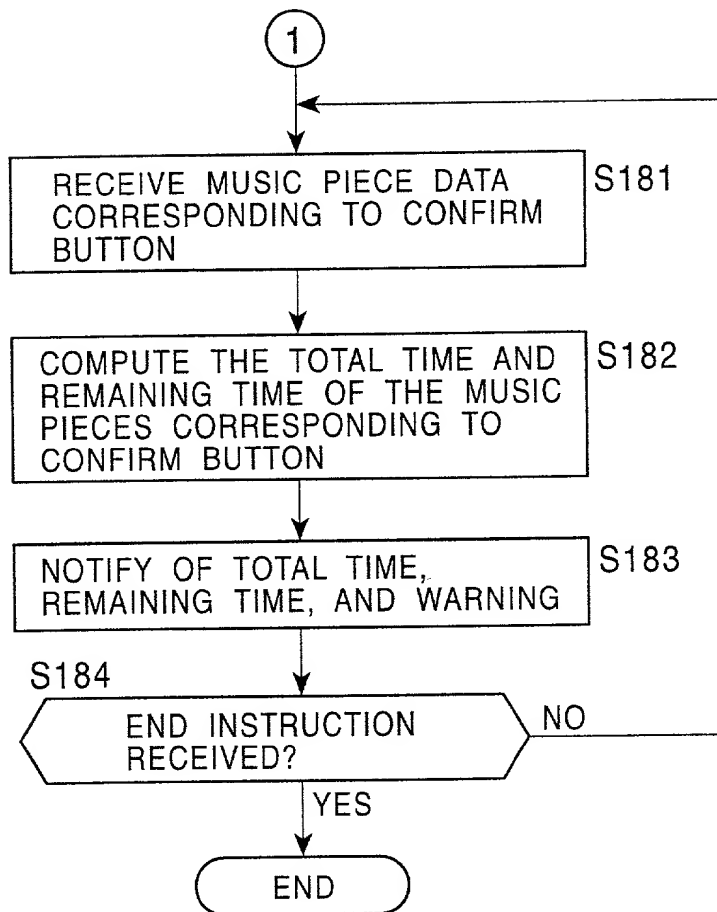 1
RECEIVE MUSIC PIECE DATA
CORRESPONDING TO CONFIRM
BUTTON
S181
COMPUTE THE TOTAL TIME AND
REMAINING TIME OF THE MUSIC
PIECES CORRESPONDING TO
CONFIRM BUTTON
S182
NOTIFY OF TOTAL TIME,
REMAINING TIME, AND WARNING
S183
S184
END INSTRUCTION
RECEIVED?
NO
YES
END